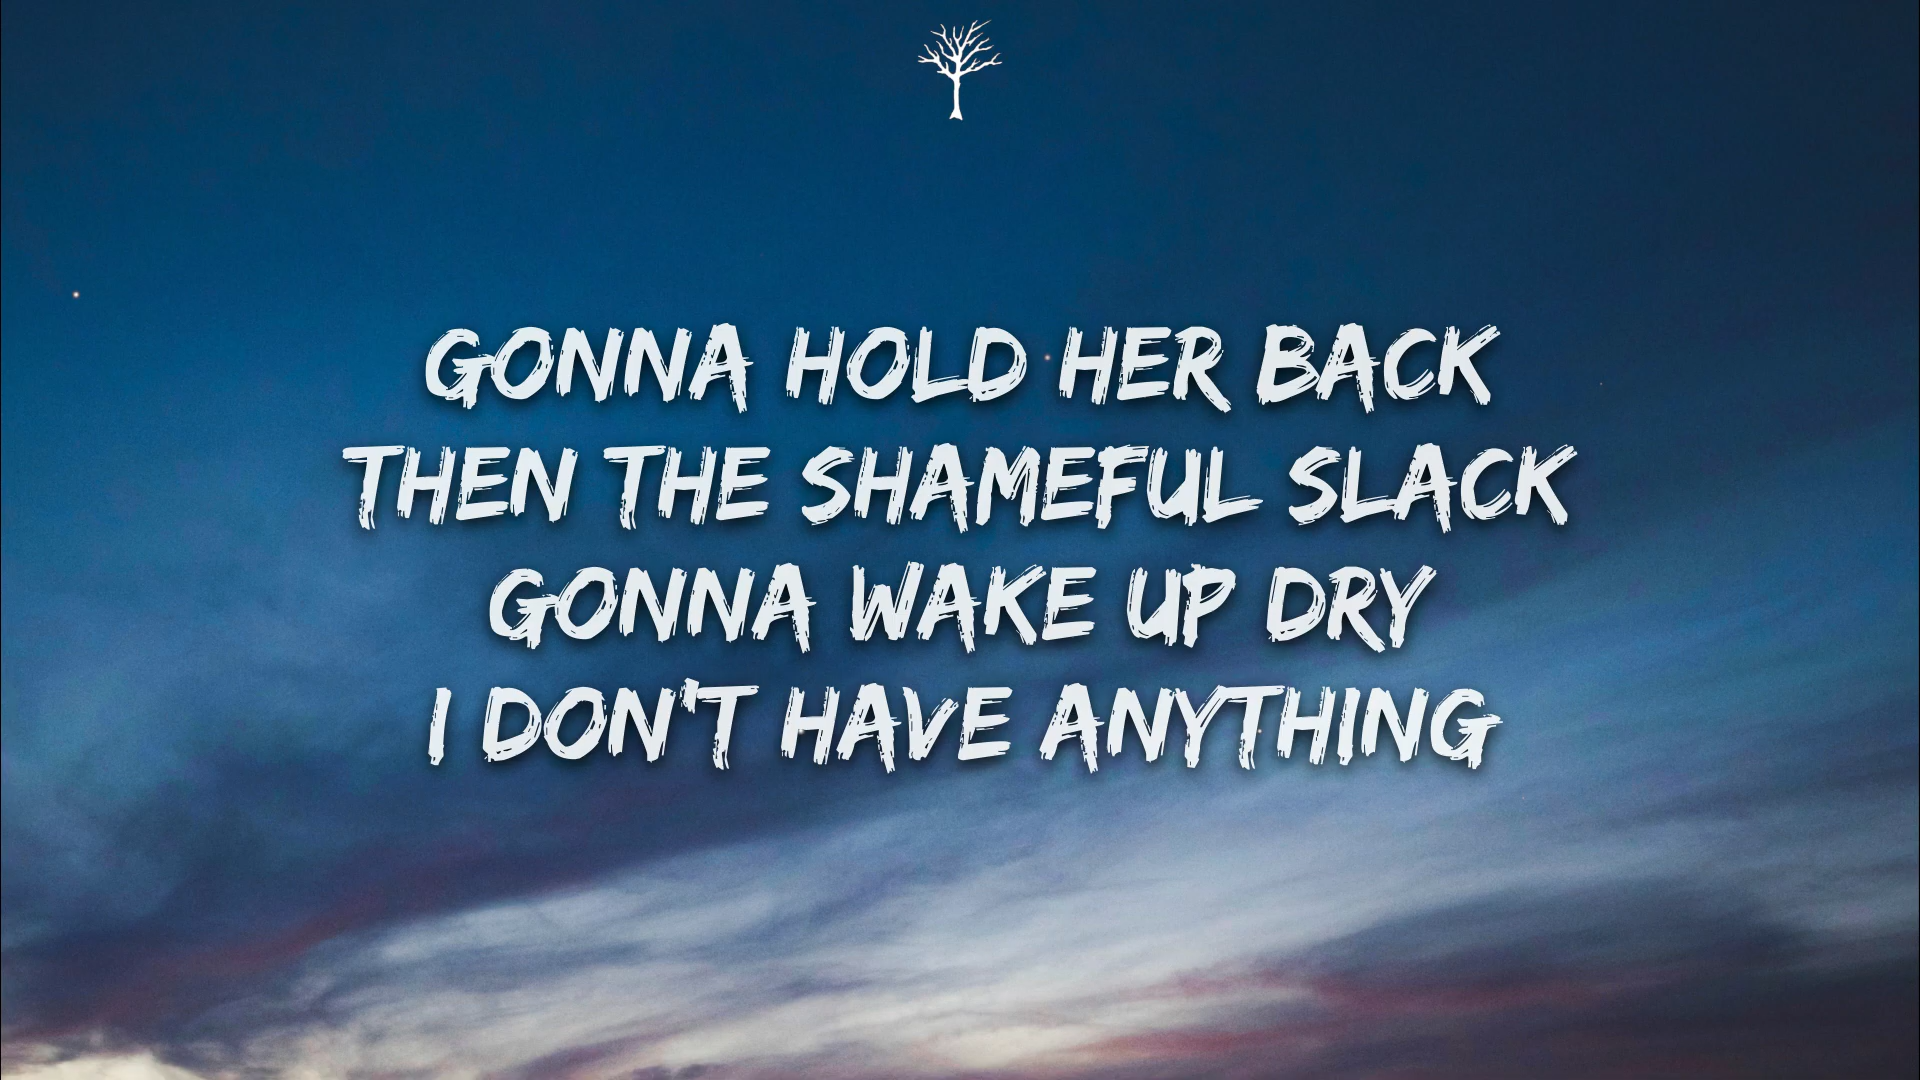 GONNA HOLD HER BACK
THEN THE SHAMEFUL SLACK
GONNA WAKE UP DRY
I DON'T HAVE ANYTHING